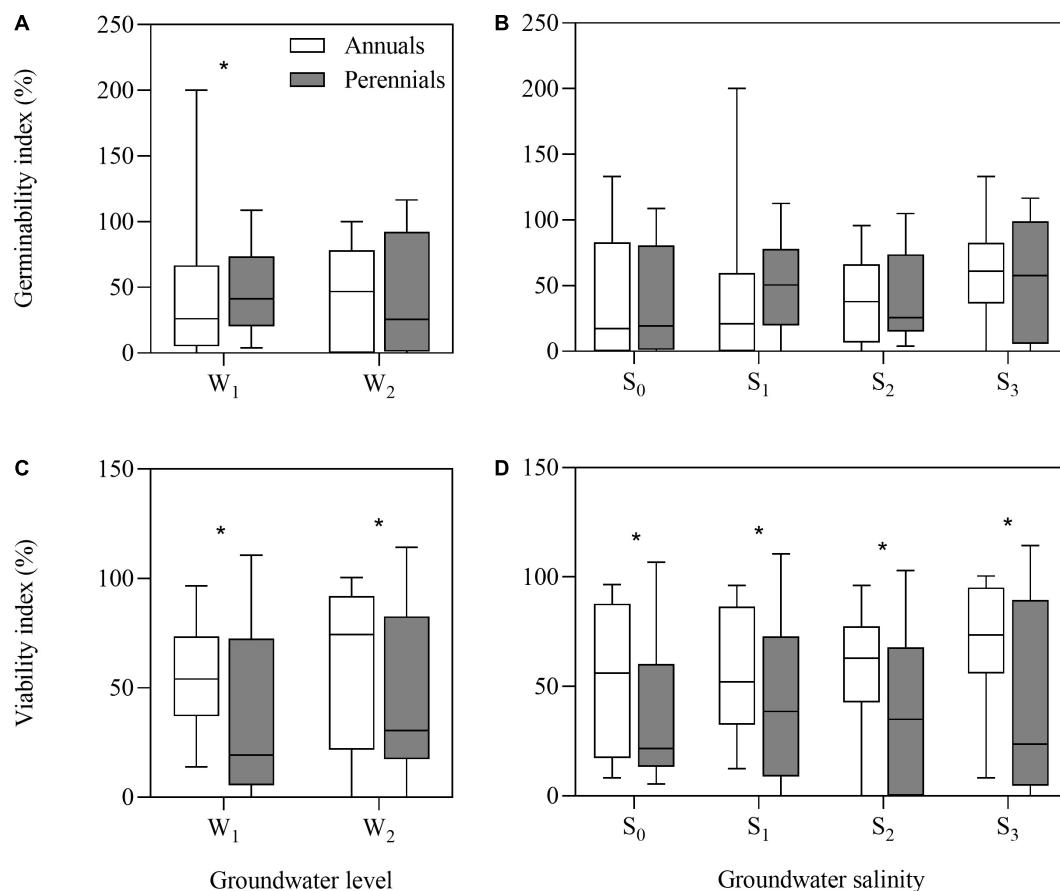 A
Germinability index (%)
250
200
150
100
50
0
*
Annuals
Perennials
W₁
W₂
B
250
200
150
100
50
0
S₀
S₁
S₂
S₃
C
Viability index (%)
150
100
50
0
*
*
W₁
W₂
Groundwater level
D
150
100
50
0
*
*
*
*
S₀
S₁
S₂
S₃
Groundwater salinity